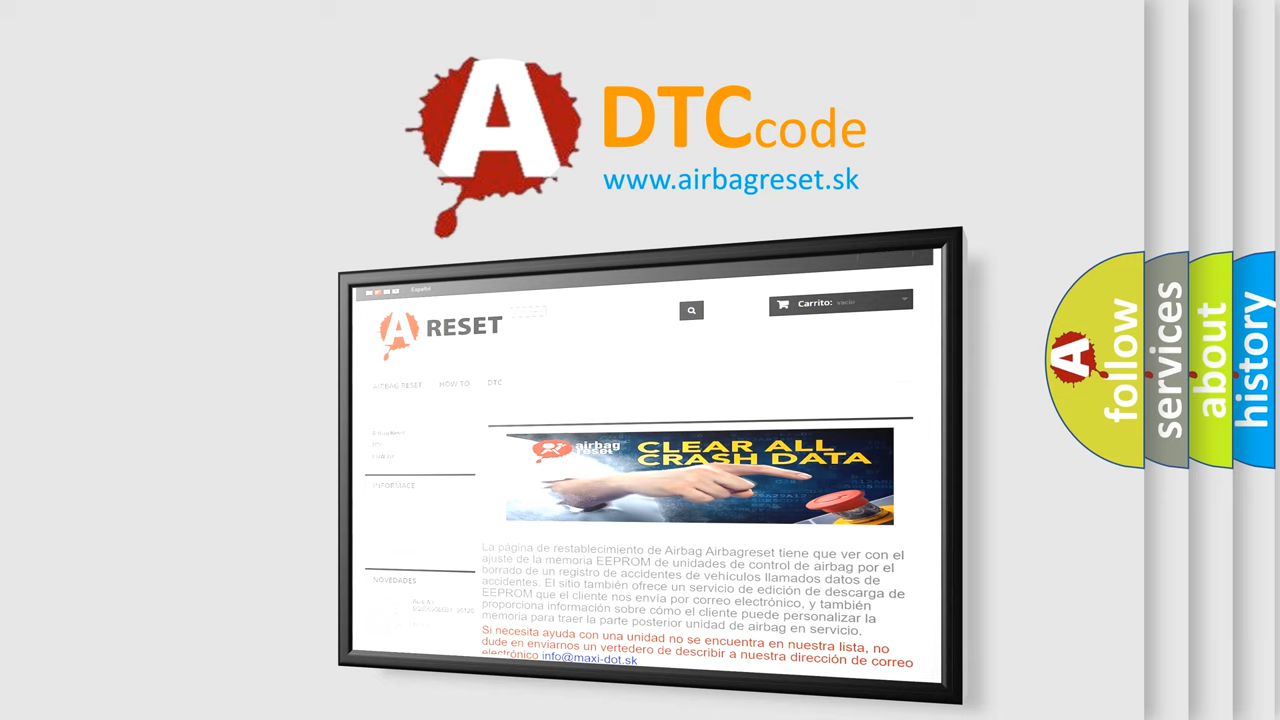 A DTCcode
www.airbagreset.sk
Español
A RESET
Carrito: vacío
AIRBAG RESET HOW TO DTC
INFORMACE
NOVEDADES
airbag
reset
CLEAR ALL
CRASH DATA
La página de restablecimiento de Airbag Airbagreset tiene que ver con el
ajuste de la memoria EEPROM de unidades de control de airbag por el
borrado de un registro de accidentes de vehículos llamados datos de
accidentes. El sitio también ofrece un servicio de edición de descarga de
EEPROM que el cliente nos envía por correo electrónico, y también
proporciona información sobre cómo el cliente puede personalizar la
memoria para traer la parte posterior unidad de airbag en servicio.
Si necesita ayuda con una unidad no se encuentra en nuestra lista, no
dude en enviarnos un vertedero de describir a nuestra dirección de correo
electrónico info@maxi-dot.sk
A follow
services
about
history